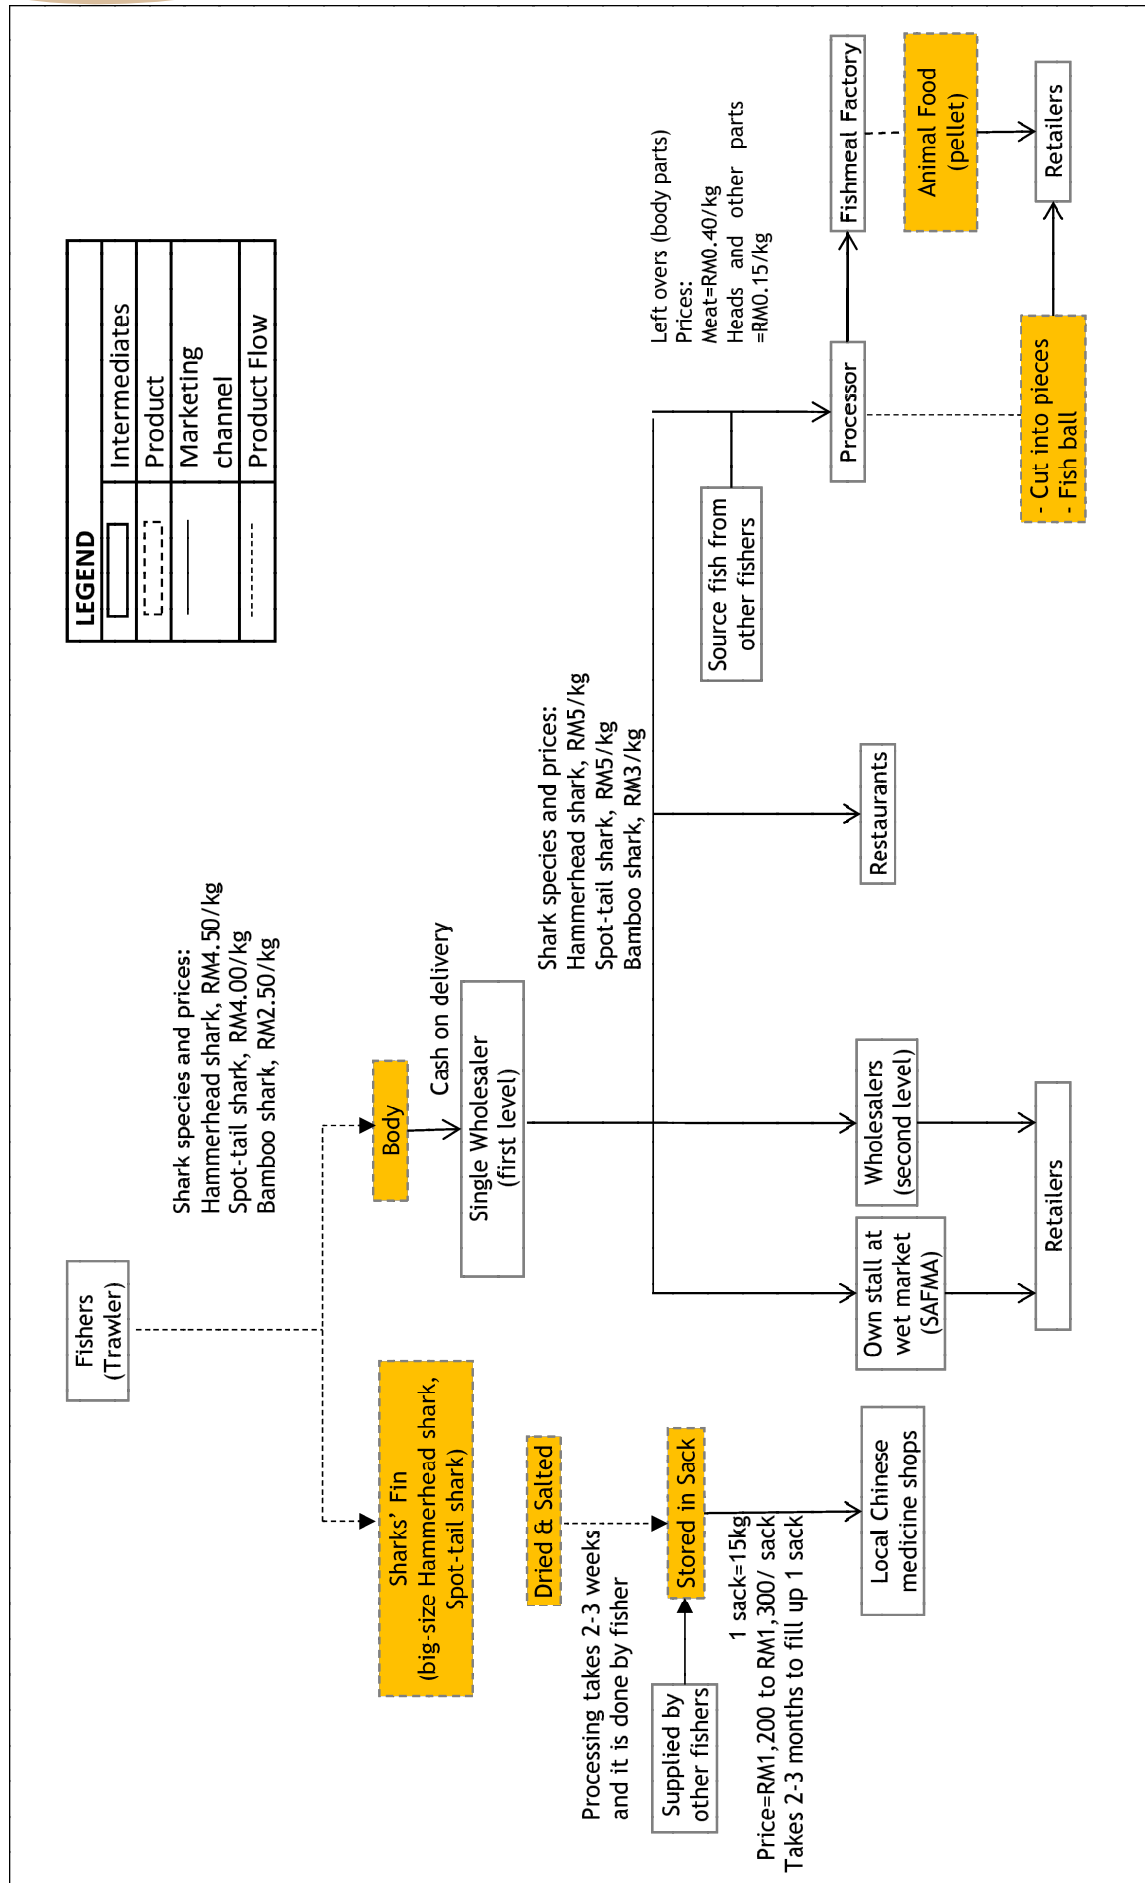 LEGEND
Intermediates
Product
Marketing
channel
Product Flow
Fishers
(Trawler)
Shark species and prices:
Hammerhead shark, RM4.50/kg
Spot-tail shark, RM4.00/kg
Bamboo shark, RM2.50/kg
Sharks’ Fin
(big-size Hammerhead shark,
Spot-tail shark)
Body
Cash on delivery
Single Wholesaler
(first level)
Dried & Salted
Processing takes 2-3 weeks
and it is done by fisher
Stored in Sack
Supplied by
other fishers
1 sack=15kg
Price=RM1,200 to RM1,300/ sack
Takes 2-3 months to fill up 1 sack
Local Chinese
medicine shops
Shark species and prices:
Hammerhead shark, RM5/kg
Spot-tail shark, RM5/kg
Bamboo shark, RM3/kg
Own stall at
wet market
(SAFMA)
Wholesalers
(second level)
Retailers
Restaurants
Source fish from
other fishers
Left overs (body parts)
Prices:
Meat=RM0.40/kg
Heads and other parts
=RM0.15/kg
Processor
Fishmeal Factory
Animal Food
(pellet)
- Cut into pieces
- Fish ball
Retailers